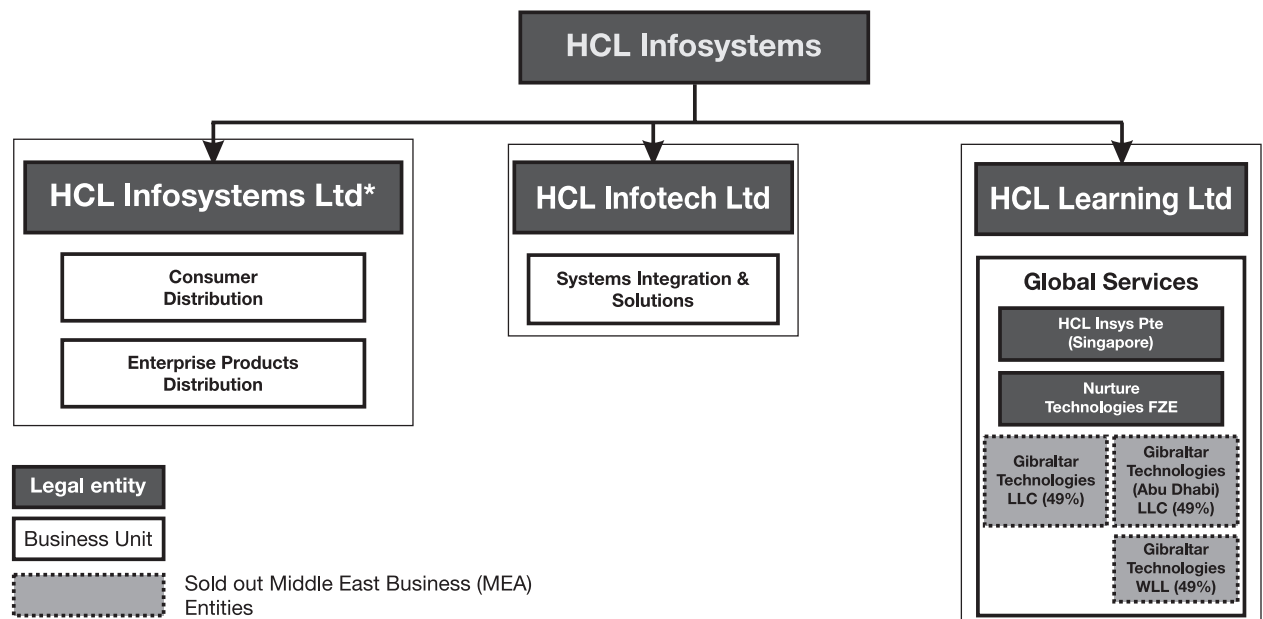 HCL Infosystems
HCL Infosystems Ltd*
Consumer
Distribution
Enterprise Products
Distribution
HCL Infotech Ltd
Systems Integration &
Solutions
HCL Learning Ltd
Global Services
HCL Insys Pte
(Singapore)
Nurture
Technologies FZE
Gibraltar
Technologies
LLC (49%)
Gibraltar
Technologies
(Abu Dhabi)
LLC (49%)
Gibraltar
Technologies
WLL (49%)
Legal entity
Business Unit
Sold out Middle East Business (MEA)
Entities